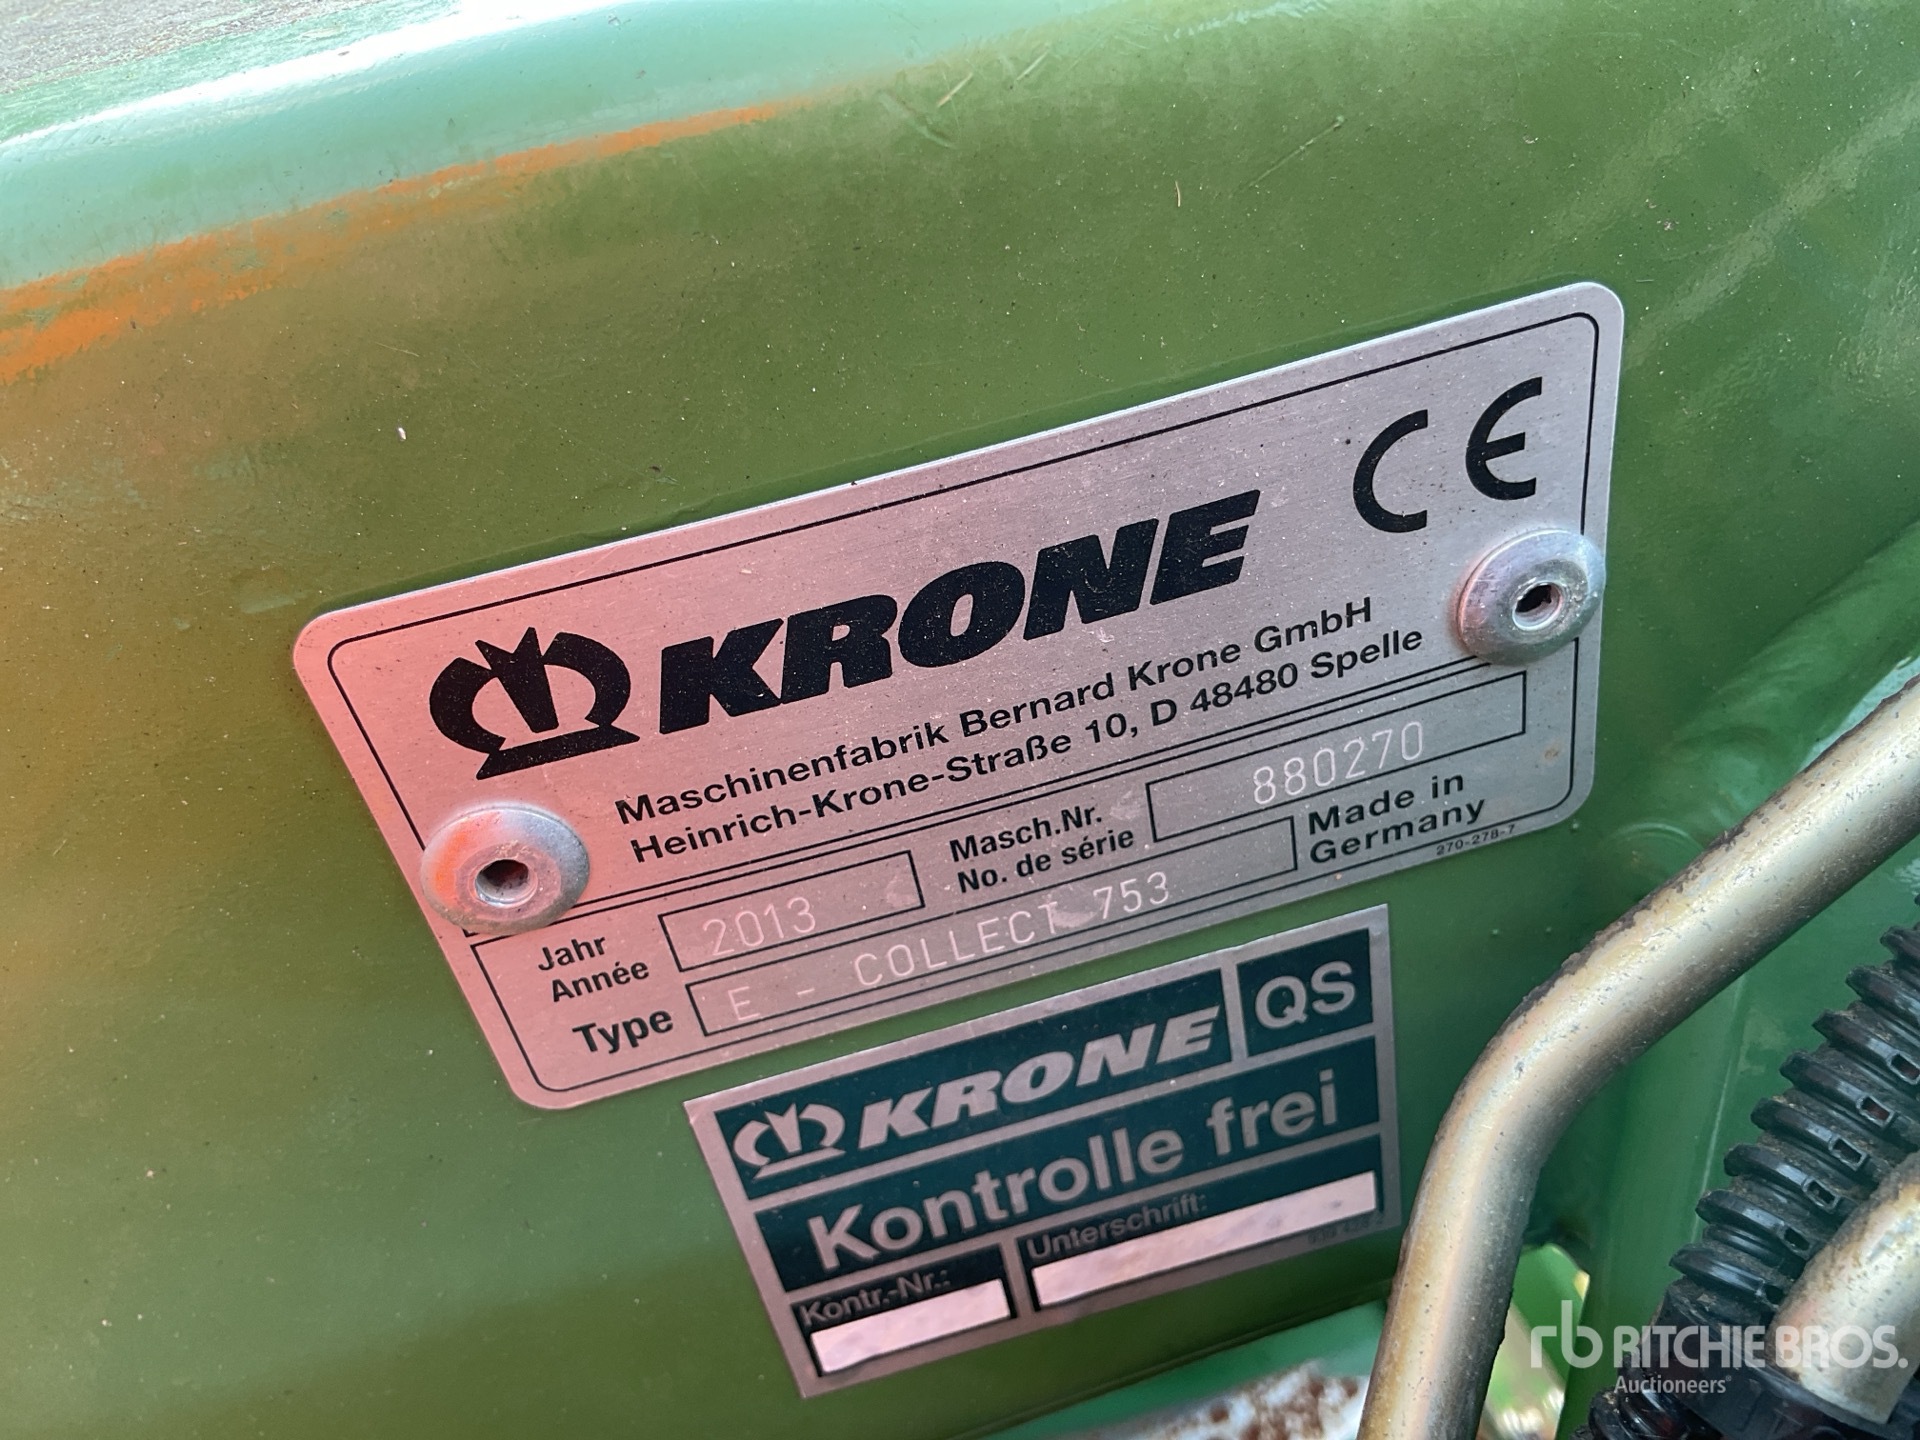 CE
KRONE
Maschinenfabrik Bernard Krone GmbH
Heinrich-Krone-Straße 10, D 48480 Spelle
Jahr
Année
2013
Masch.Nr.
No. de série
880270
Type
E - COLLECT 753
Made in
Germany
270-278-7
KRONE
QS
Kontrolle frei
Kontr.-Nr.:
Unterschrift:
rb RITCHIE BROS.
Auctioneers